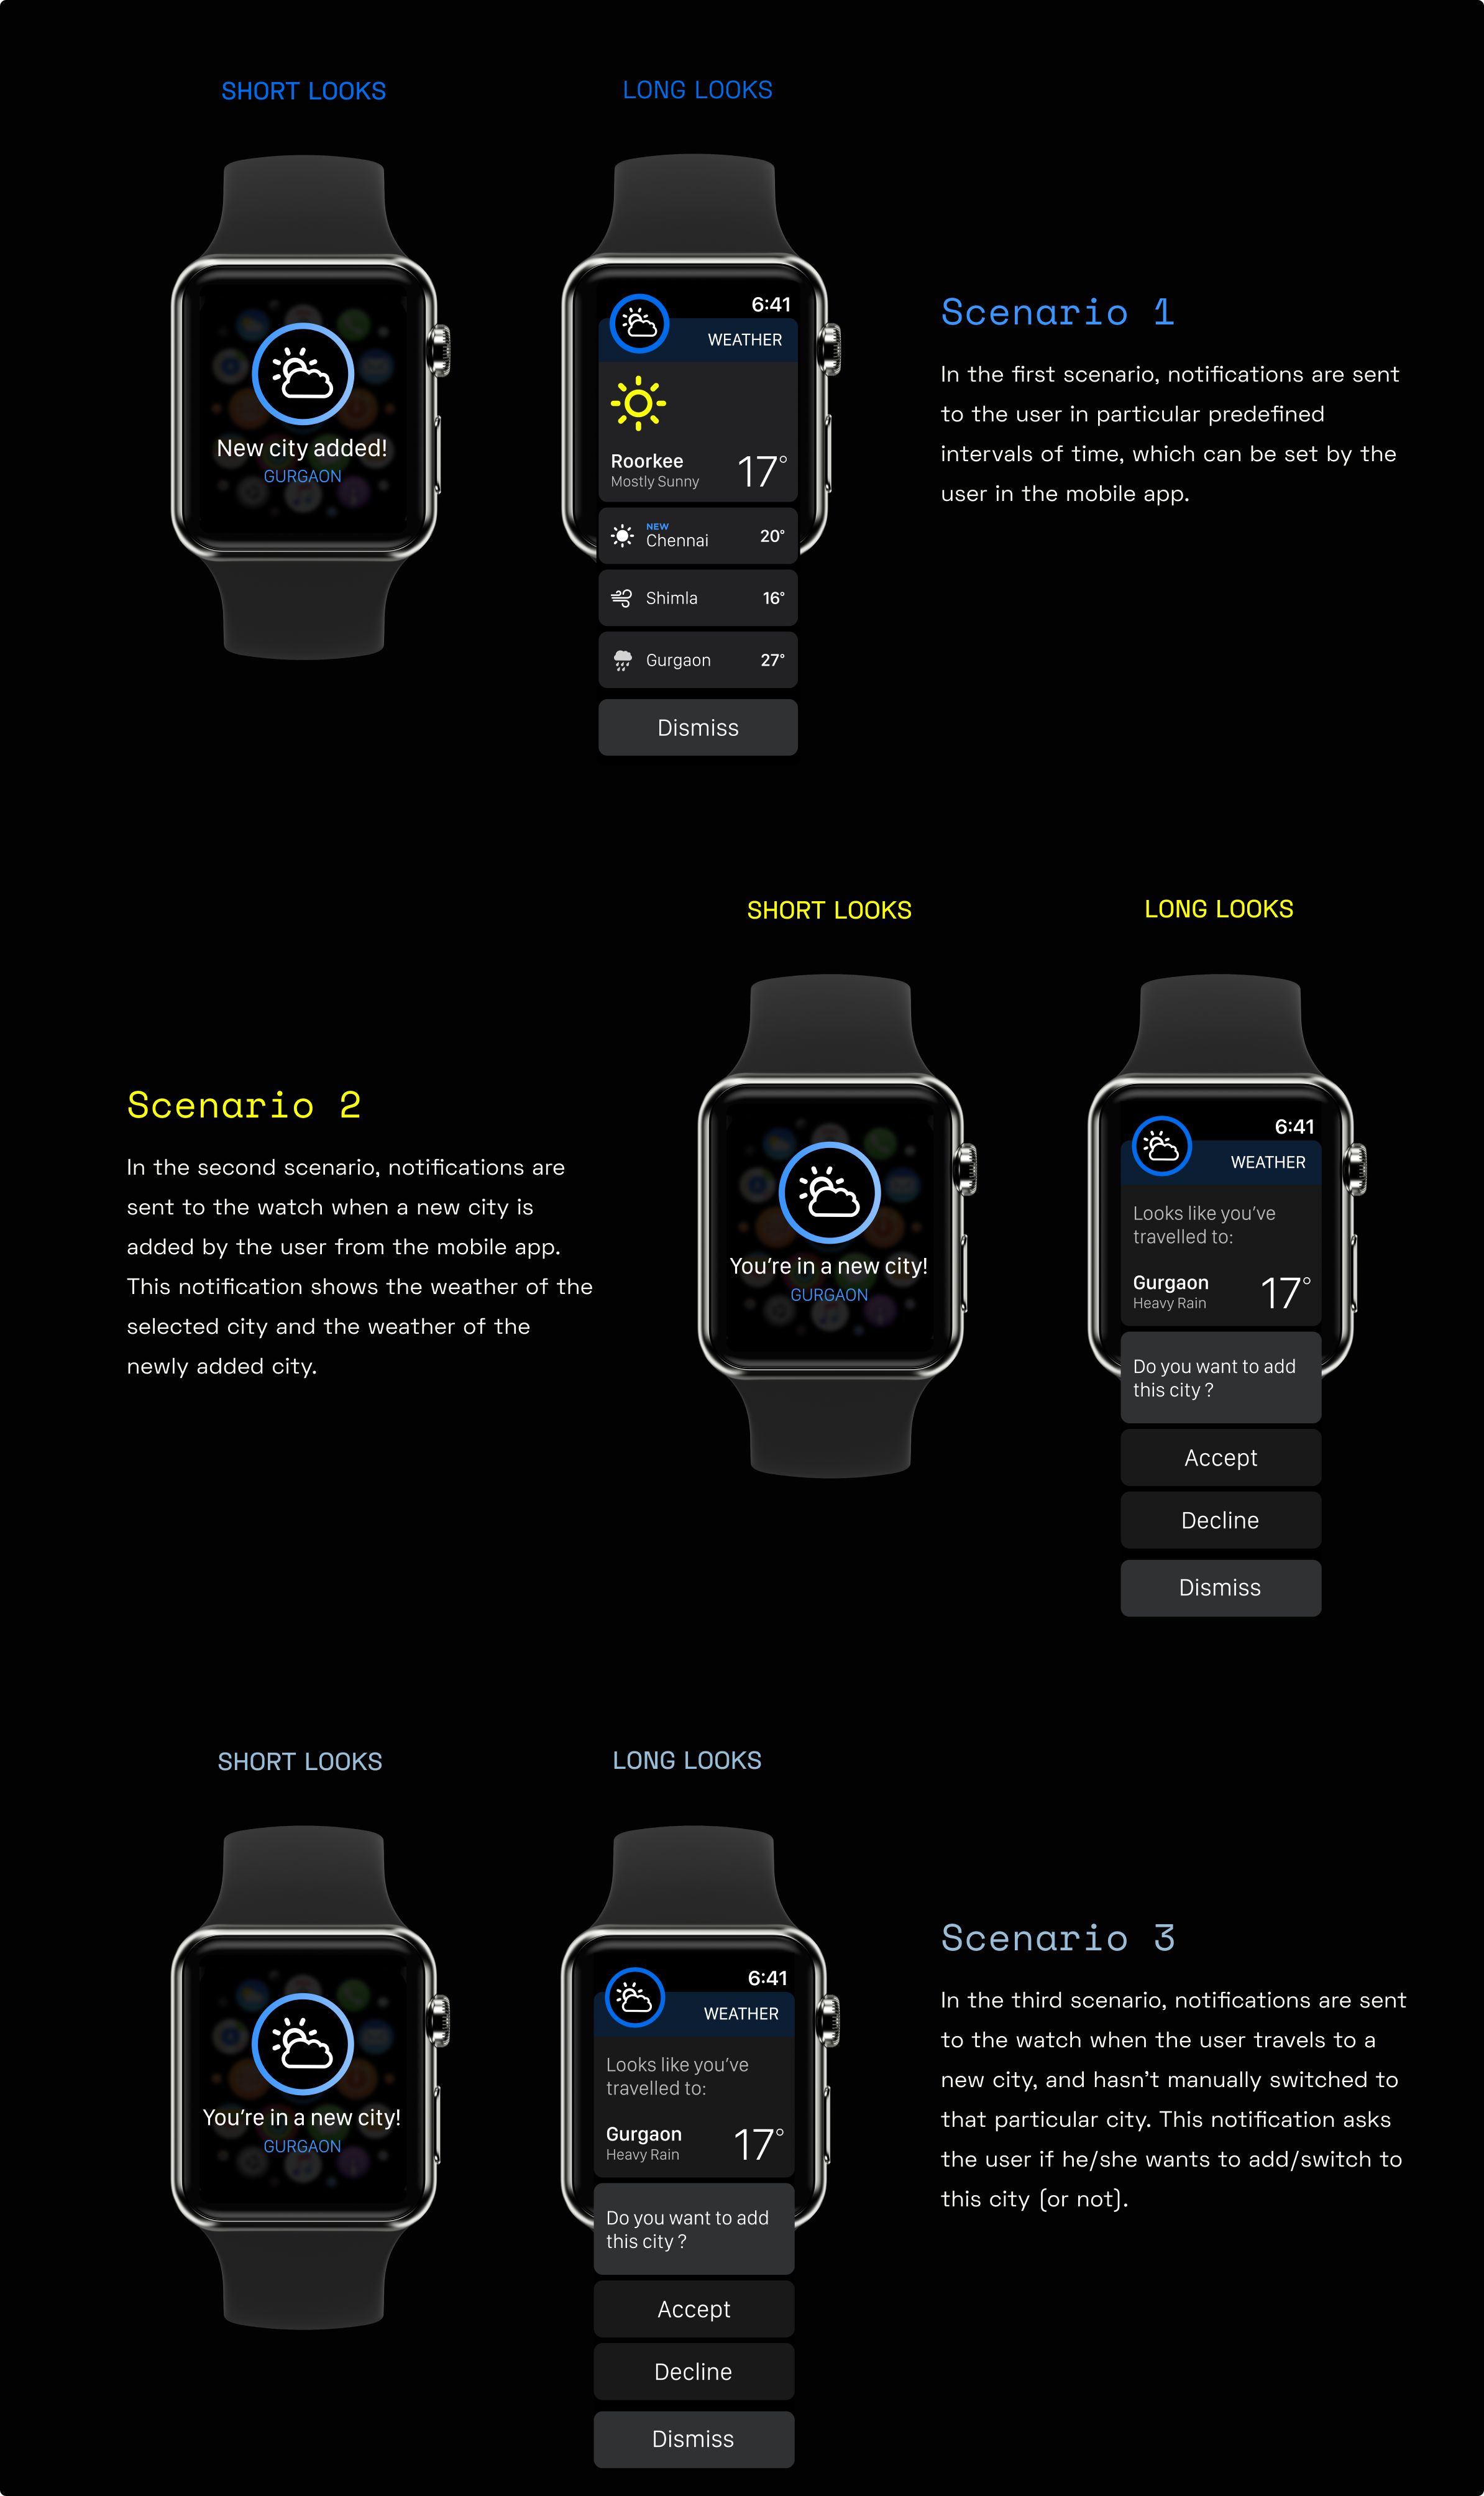 SHORT LOOKS
LONG LOOKS
New city added!
GURGAON
6:41
WEATHER
Roorkee
Mostly Sunny
17°
NEW
Chennai
20°
Shimla
16°
Gurgaon
27°
Dismiss
Scenario 1
In the first scenario, notifications are sent
to the user in particular predefined
intervals of time, which can be set by the
user in the mobile app.
Scenario 2
In the second scenario, notifications are
sent to the watch when a new city is
added by the user from the mobile app.
This notification shows the weather of the
selected city and the weather of the
newly added city.
SHORT LOOKS
LONG LOOKS
You're in a new city!
GURGAON
6:41
WEATHER
Looks like you've
travelled to:
Gurgaon
Heavy Rain
17°
Do you want to add
this city ?
Accept
Decline
Dismiss
SHORT LOOKS
LONG LOOKS
You're in a new city!
GURGAON
6:41
WEATHER
Looks like you've
travelled to:
Gurgaon
Heavy Rain
17°
Do you want to add
this city ?
Accept
Decline
Dismiss
Scenario 3
In the third scenario, notifications are sent
to the watch when the user travels to a
new city, and hasn't manually switched to
that particular city. This notification asks
the user if he/she wants to add/switch to
this city (or not).